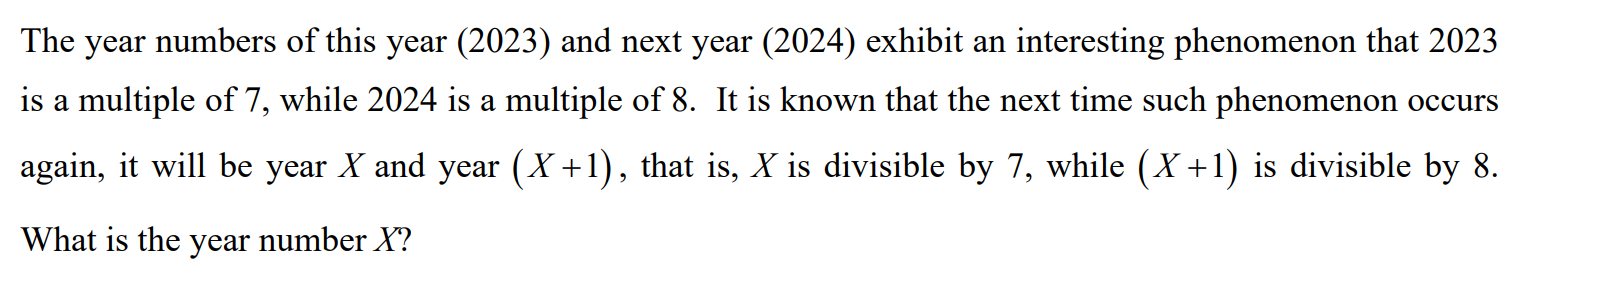 The year numbers of this year (2023) and next year (2024) exhibit an interesting phenomenon that 2023
is a multiple of 7, while 2024 is a multiple of 8. It is known that the next time such phenomenon occurs
again, it will be year X and year (X+1), that is, X is divisible by 7, while (X+1) is divisible by 8.
What is the year number X?